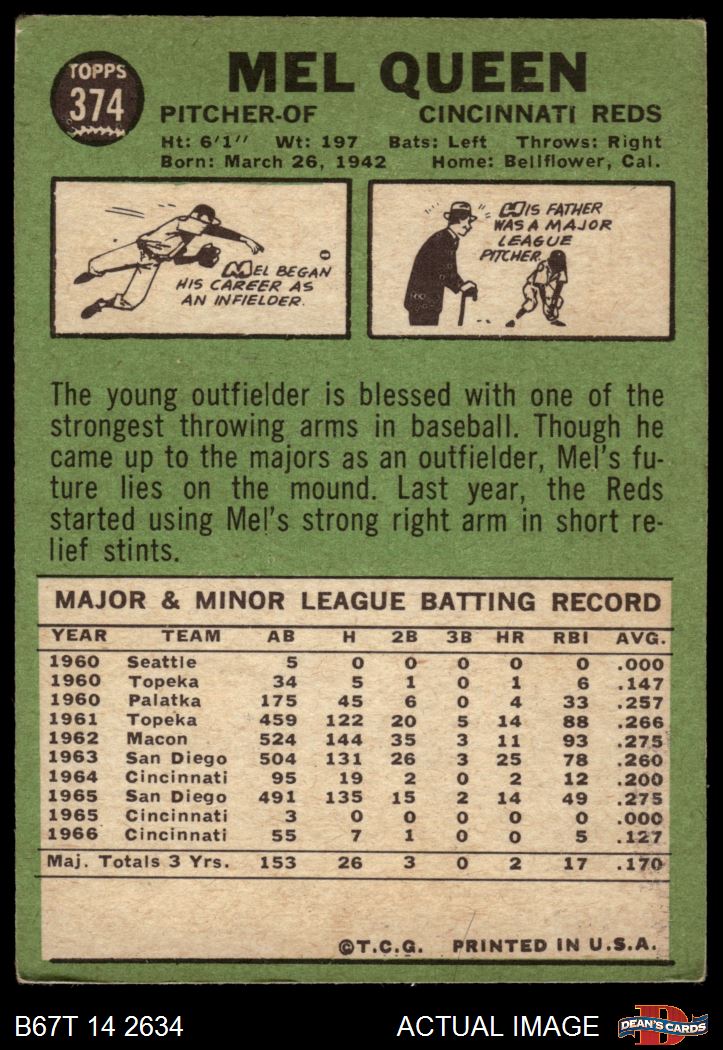 TOPPS
374
MEL QUEEN
PITCHER-OF CINCINNATI REDS
Ht: 6'1" Wt: 197 Bats: Left Throws: Right
Born: March 26, 1942 Home: Bellflower, Cal.
MEL BEGAN
HIS CAREER AS
AN INFIELDER.
HIS FATHER
WAS A MAJOR
LEAGUE
PITCHER.
The young outfielder is blessed with one of the
strongest throwing arms in baseball. Though he
came up to the majors as an outfielder, Mel's fu-
ture lies on the mound. Last year, the Reds
started using Mel's strong right arm in short re-
lief stints.
MAJOR & MINOR LEAGUE BATTING RECORD
YEAR TEAM AB H 2B 3B HR RBI AVG.
1960 Seattle 5 0 0 0 0 0 .000
1960 Topeka 34 5 1 0 1 6 .147
1960 Palatka 175 45 6 0 4 33 .257
1961 Topeka 459 122 20 5 14 88 .266
1962 Macon 524 144 35 3 11 93 .275
1963 San Diego 504 131 26 3 25 78 .260
1964 Cincinnati 95 19 2 0 2 12 .200
1965 San Diego 491 135 15 2 14 49 .275
1965 Cincinnati 3 0 0 0 0 0 .000
1966 Cincinnati 55 7 1 0 0 5 .127
Maj. Totals 3 Yrs. 153 26 3 0 2 17 .170
©T.C.G. PRINTED IN U.S.A.
B67T 14 2634 ACTUAL IMAGE DEAN'S CARDS